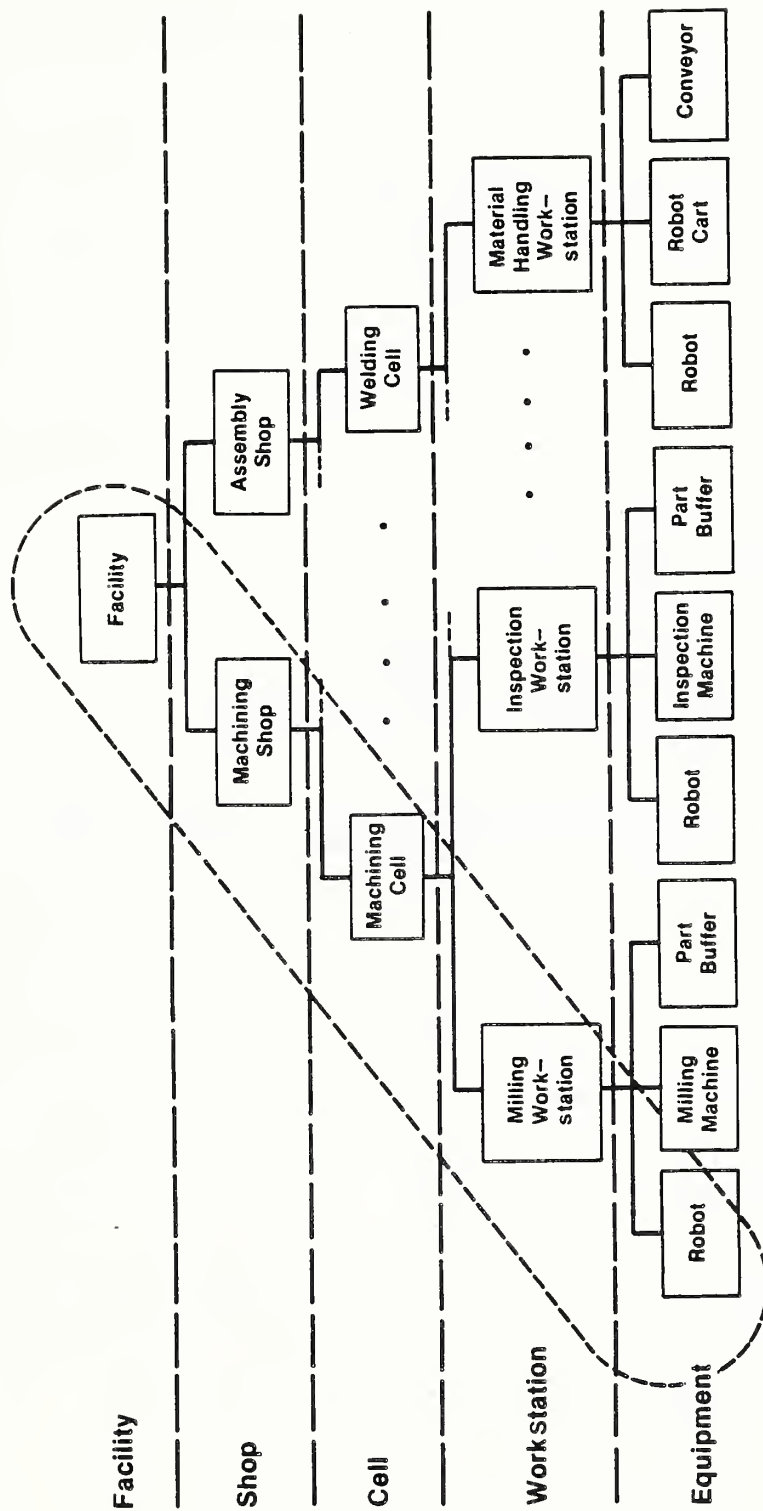 Facility
Facility
Shop
Machining
Shop
Assembly
Shop
Cell
Machining
Cell
Welding
Cell
Workstation
Milling
Work–
station
Inspection
Work–
station
Material
Handling
Work–
station
Equipment
Robot
Milling
Machine
Part
Buffer
Robot
Inspection
Machine
Part
Buffer
Robot
Robot
Cart
Conveyor